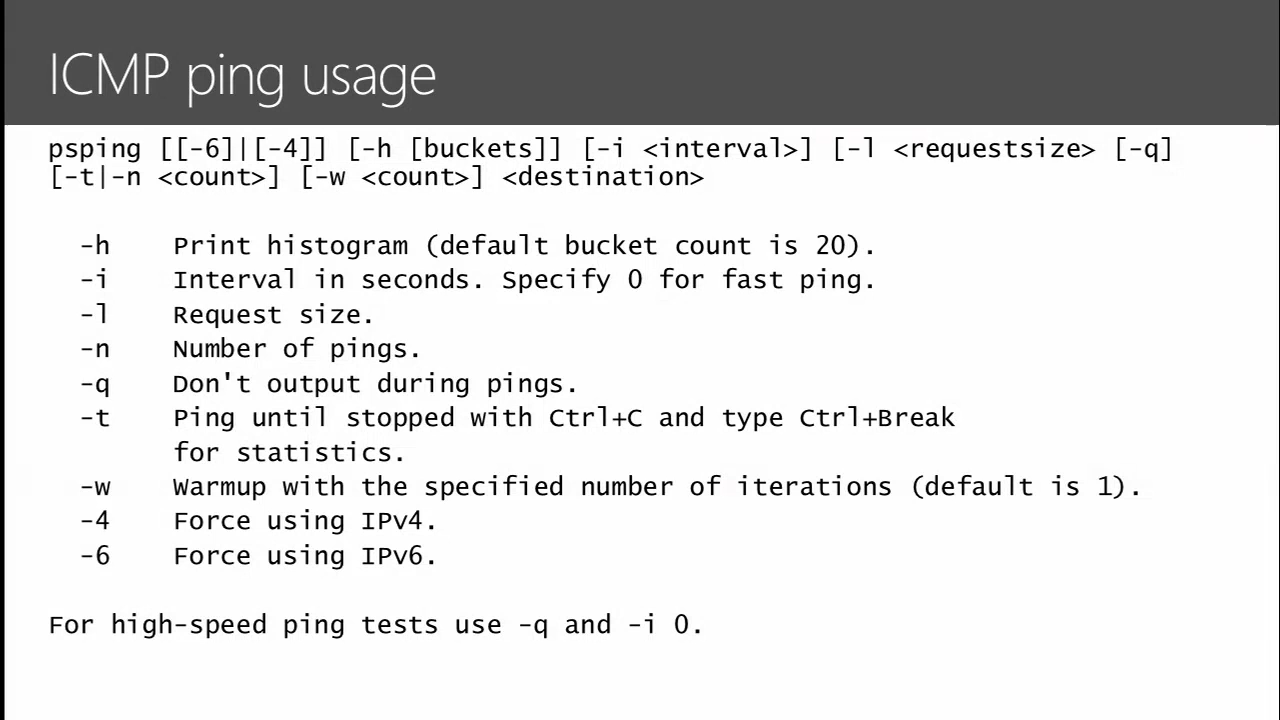 ICMP ping usage
psping [[-6]|[-4]] [-h [buckets]] [-i <interval>] [-l <requestsize> [-q]
[-t|-n <count>] [-w <count>] <destination>
-h Print histogram (default bucket count is 20).
-i Interval in seconds. Specify 0 for fast ping.
-l Request size.
-n Number of pings.
-q Don't output during pings.
-t Ping until stopped with Ctrl+C and type Ctrl+Break
for statistics.
-w Warmup with the specified number of iterations (default is 1).
-4 Force using IPv4.
-6 Force using IPv6.
For high-speed ping tests use -q and -i 0.